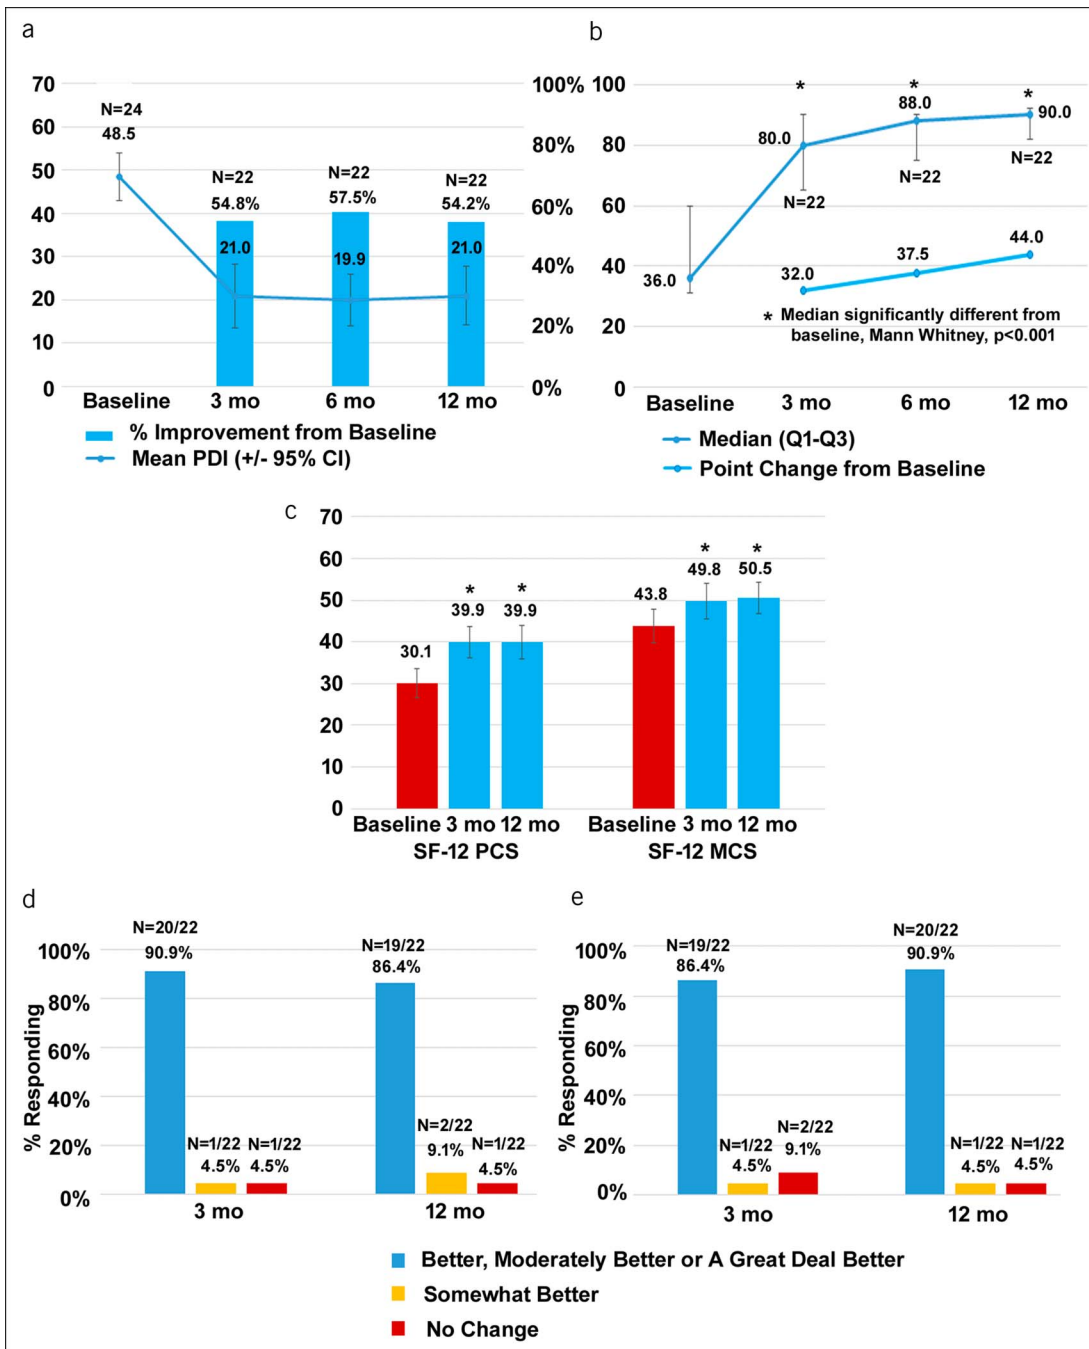 a
70
60
50
40
30
20
10
0
100%
80%
60%
40%
20%
0%
N=24
48.5
N=22
54.8%
21.0
N=22
57.5%
19.9
N=22
54.2%
21.0
Baseline 3 mo 6 mo 12 mo
% Improvement from Baseline
Mean PDI (+/- 95% CI)
b
100
80
60
40
20
0
36.0
*
80.0
N=22
*
88.0
N=22
*
90.0
N=22
32.0
37.5
44.0
* Median significantly different from
baseline, Mann Whitney, p<0.001
Baseline 3 mo 6 mo 12 mo
Median (Q1-Q3)
Point Change from Baseline
c
70
60
50
40
30
20
10
0
30.1
*
39.9
*
39.9
43.8
*
49.8
*
50.5
Baseline 3 mo 12 mo
SF-12 PCS
Baseline 3 mo 12 mo
SF-12 MCS
d
% Responding
100%
80%
60%
40%
20%
0%
N=20/22
90.9%
N=1/22
4.5%
N=1/22
4.5%
N=19/22
86.4%
N=2/22
9.1%
N=1/22
4.5%
3 mo 12 mo
e
% Responding
100%
80%
60%
40%
20%
0%
N=19/22
86.4%
N=1/22
4.5%
N=2/22
9.1%
N=20/22
90.9%
N=1/22
4.5%
N=1/22
4.5%
3 mo 12 mo
Better, Moderately Better or A Great Deal Better
Somewhat Better
No Change